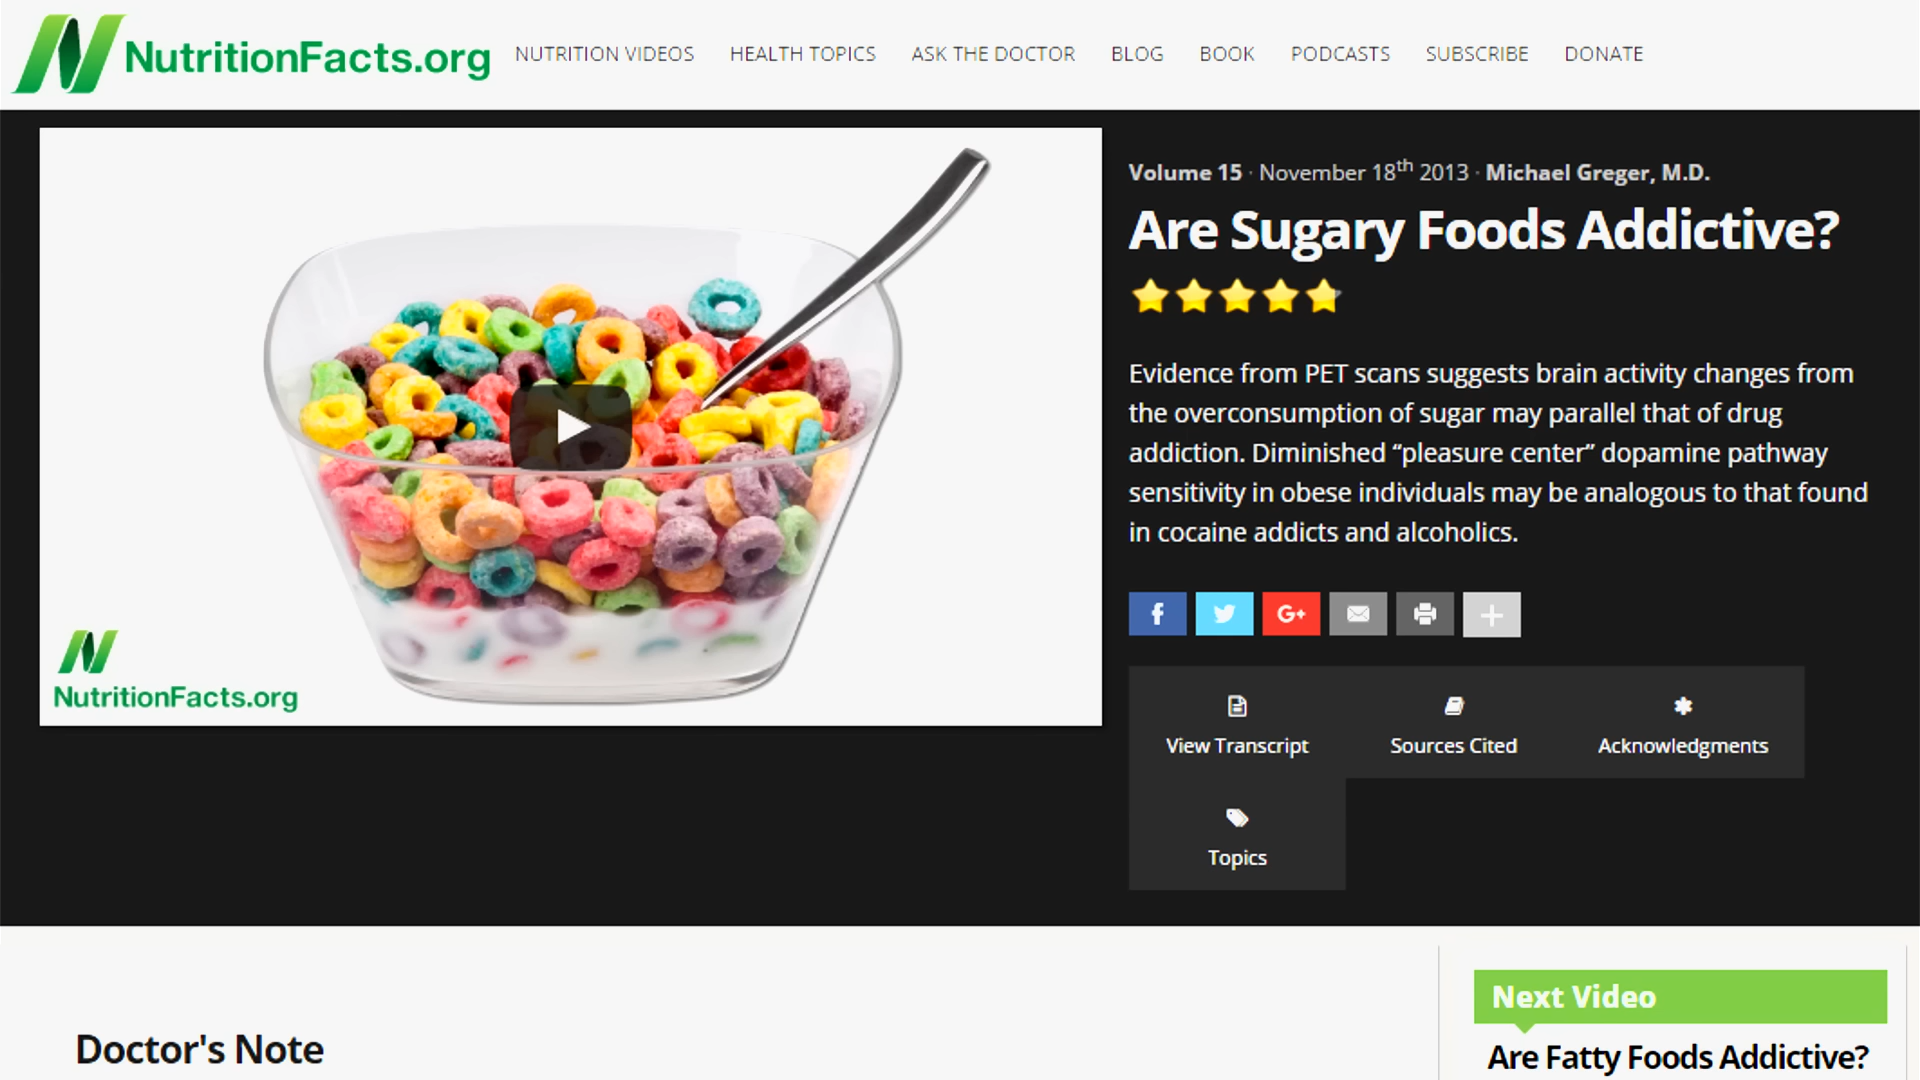 NutritionFacts.org
NUTRITION VIDEOS HEALTH TOPICS ASK THE DOCTOR BLOG BOOK PODCASTS SUBSCRIBE DONATE
NutritionFacts.org
Volume 15 · November 18th 2013 · Michael Greger, M.D.
Are Sugary Foods Addictive?
Evidence from PET scans suggests brain activity changes from
the overconsumption of sugar may parallel that of drug
addiction. Diminished “pleasure center” dopamine pathway
sensitivity in obese individuals may be analogous to that found
in cocaine addicts and alcoholics.
f G+ +
View Transcript Sources Cited Acknowledgments
Topics
Doctor's Note
Next Video
Are Fatty Foods Addictive?